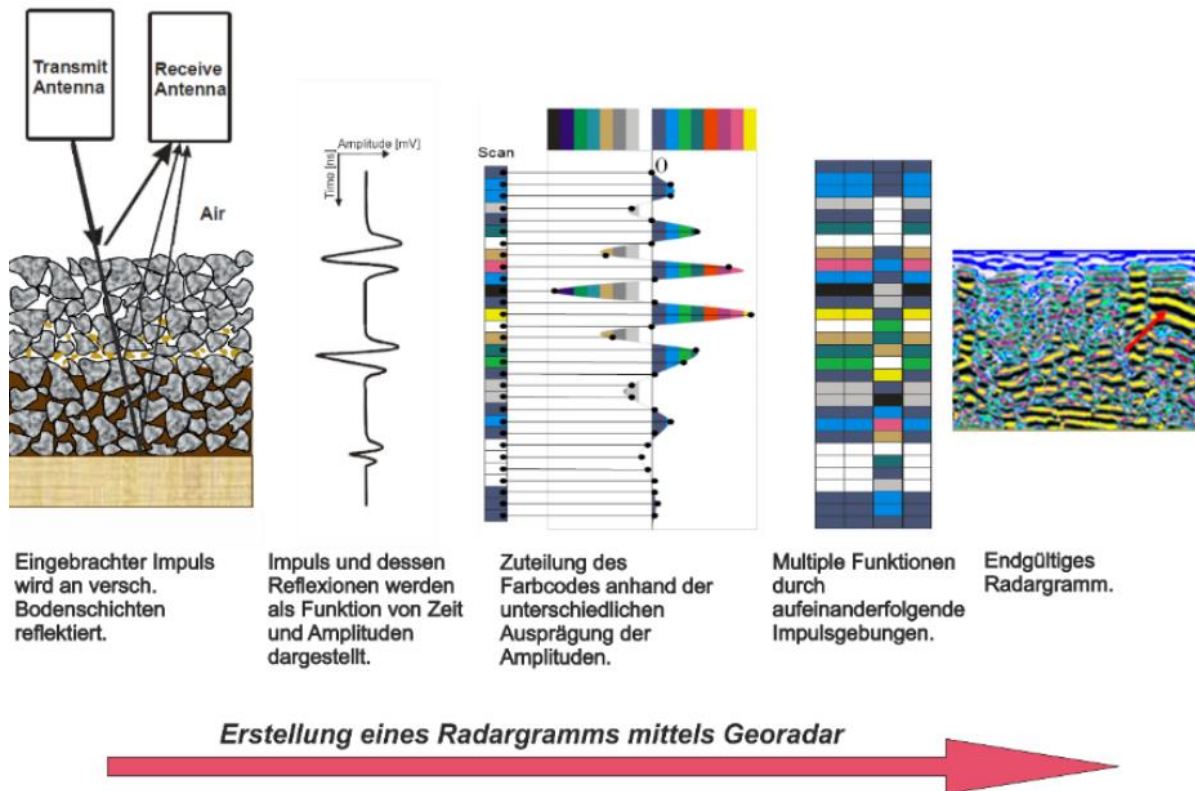 Transmit
Antenna
Receive
Antenna
Air
Amplitude [mV]
Time [ns]
Scan
0
Eingebrachter Impuls
wird an versch.
Bodenschichten
reflektiert.
Impuls und dessen
Reflexionen werden
als Funktion von Zeit
und Amplituden
dargestellt.
Zuteilung des
Farbcodes anhand der
unterschiedlichen
Ausprägung der
Amplituden.
Multiple Funktionen
durch
aufeinanderfolgende
Impulsgebungen.
Endgültiges
Radargramm.
Erstellung eines Radargramms mittels Georadar